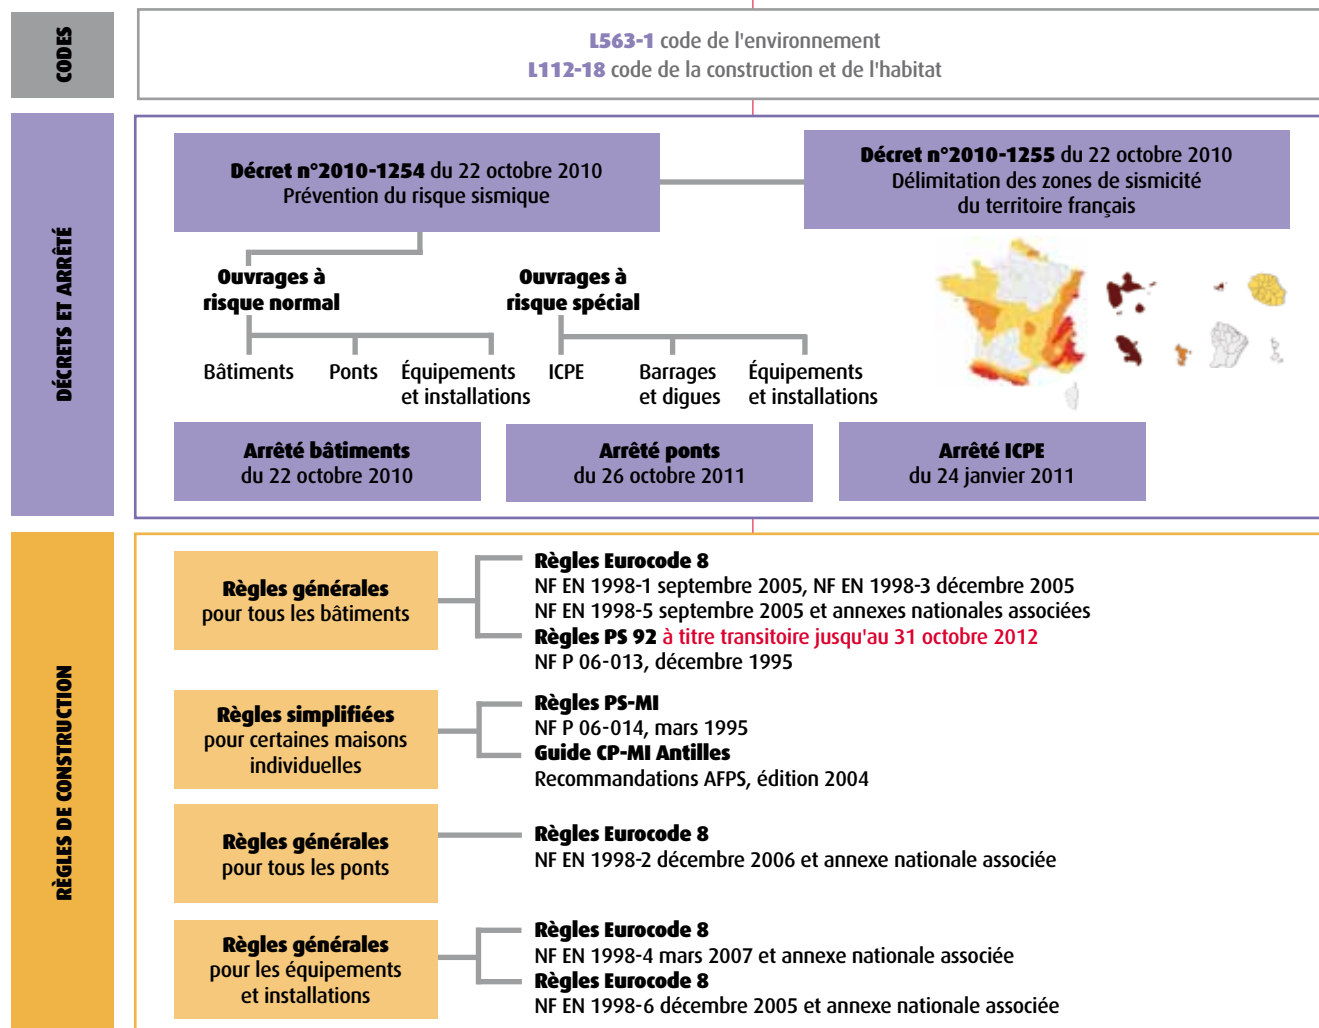 CODES
L563-1 code de l'environnement
L112-18 code de la construction et de l'habitat
DÉCRETS ET ARRÊTÉ
Décret n°2010-1254 du 22 octobre 2010
Prévention du risque sismique
Décret n°2010-1255 du 22 octobre 2010
Délimitation des zones de sismicité
du territoire français
Ouvrages à
risque normal
Ouvrages à
risque spécial
Bâtiments
Ponts
Équipements
et installations
ICPE
Barrages
et digues
Équipements
et installations
Arrêté bâtiments
du 22 octobre 2010
Arrêté ponts
du 26 octobre 2011
Arrêté ICPE
du 24 janvier 2011
RÈGLES DE CONSTRUCTION
Règles générales
pour tous les bâtiments
Règles Eurocode 8
NF EN 1998-1 septembre 2005, NF EN 1998-3 décembre 2005
NF EN 1998-5 septembre 2005 et annexes nationales associées
Règles PS 92 à titre transitoire jusqu'au 31 octobre 2012
NF P 06-013, décembre 1995
Règles simplifiées
pour certaines maisons
individuelles
Règles PS-MI
NF P 06-014, mars 1995
Guide CP-MI Antilles
Recommandations AFPS, édition 2004
Règles générales
pour tous les ponts
Règles Eurocode 8
NF EN 1998-2 décembre 2006 et annexe nationale associée
Règles générales
pour les équipements
et installations
Règles Eurocode 8
NF EN 1998-4 mars 2007 et annexe nationale associée
Règles Eurocode 8
NF EN 1998-6 décembre 2005 et annexe nationale associée